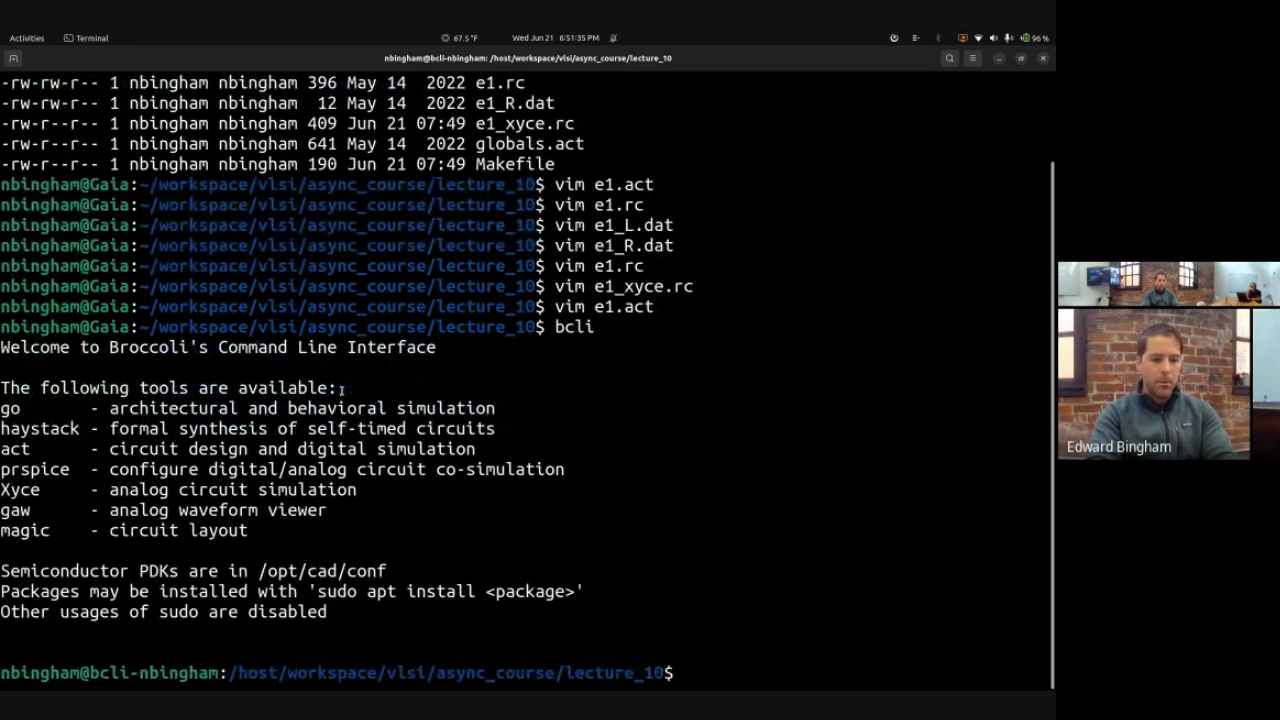 Activities Terminal 67.5°F Wed Jun 21 6:51:35 PM 96 %
nbingham@bcli-nbingham: /host/workspace/vlsi/async_course/lecture_10
-rw-rw-r-- 1 nbingham nbingham 396 May 14 2022 e1.rc
-rw-r--r-- 1 nbingham nbingham 12 May 14 2022 e1_R.dat
-rw-r--r-- 1 nbingham nbingham 409 Jun 21 07:49 e1_xyce.rc
-rw-r--r-- 1 nbingham nbingham 641 May 14 2022 globals.act
-rw-rw-r-- 1 nbingham nbingham 190 Jun 21 07:49 Makefile
nbingham@Gaia:~/workspace/vlsi/async_course/lecture_10$ vim e1.act
nbingham@Gaia:~/workspace/vlsi/async_course/lecture_10$ vim e1.rc
nbingham@Gaia:~/workspace/vlsi/async_course/lecture_10$ vim e1_L.dat
nbingham@Gaia:~/workspace/vlsi/async_course/lecture_10$ vim e1_R.dat
nbingham@Gaia:~/workspace/vlsi/async_course/lecture_10$ vim e1.rc
nbingham@Gaia:~/workspace/vlsi/async_course/lecture_10$ vim e1_xyce.rc
nbingham@Gaia:~/workspace/vlsi/async_course/lecture_10$ vim e1.act
nbingham@Gaia:~/workspace/vlsi/async_course/lecture_10$ bcli
Welcome to Broccoli's Command Line Interface
The following tools are available:
go - architectural and behavioral simulation
haystack - formal synthesis of self-timed circuits
act - circuit design and digital simulation
prspice - configure digital/analog circuit co-simulation
Xyce - analog circuit simulation
gaw - analog waveform viewer
magic - circuit layout
Semiconductor PDKs are in /opt/cad/conf
Packages may be installed with 'sudo apt install <package>'
Other usages of sudo are disabled
nbingham@bcli-nbingham:/host/workspace/vlsi/async_course/lecture_10$
Edward Bingham